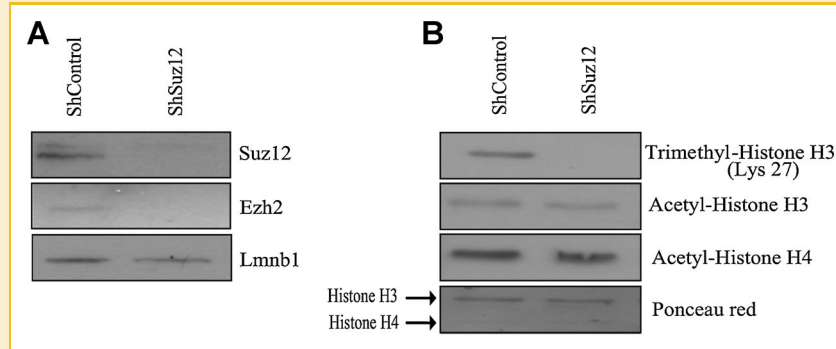 A
ShControl
ShSuz12
Suz12
Ezh2
Lmnb1
B
ShControl
ShSuz12
Trimethyl-Histone H3
(Lys 27)
Acetyl-Histone H3
Acetyl-Histone H4
Histone H3
Histone H4
Ponceau red